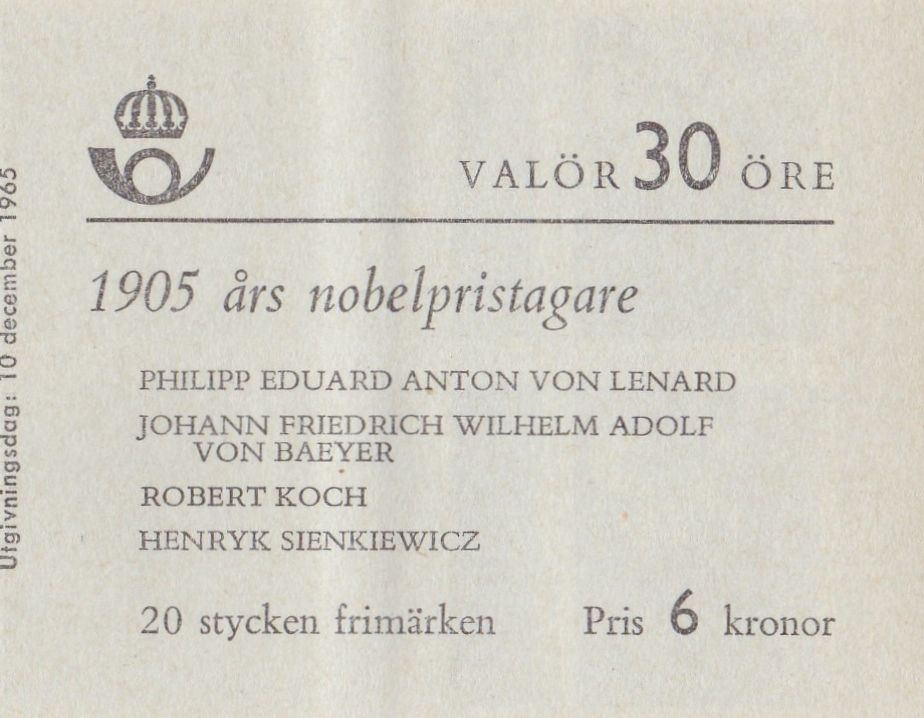 VALÖR 30 ÖRE
1905 års nobelpristagare
PHILIPP EDUARD ANTON VON LENARD
JOHANN FRIEDRICH WILHELM ADOLF
VON BAEYER
ROBERT KOCH
HENRYK SIENKIEWICZ
20 stycken frimärken Pris 6 kronor
Utgivningsdag: 10 december 1965